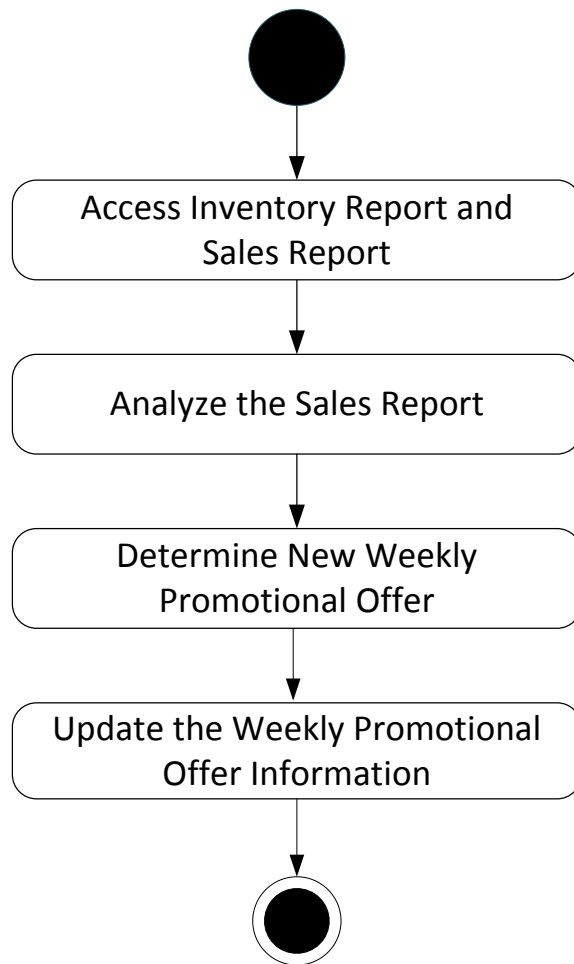 Access Inventory Report and
Sales Report
Analyze the Sales Report
Determine New Weekly
Promotional Offer
Update the Weekly Promotional
Offer Information